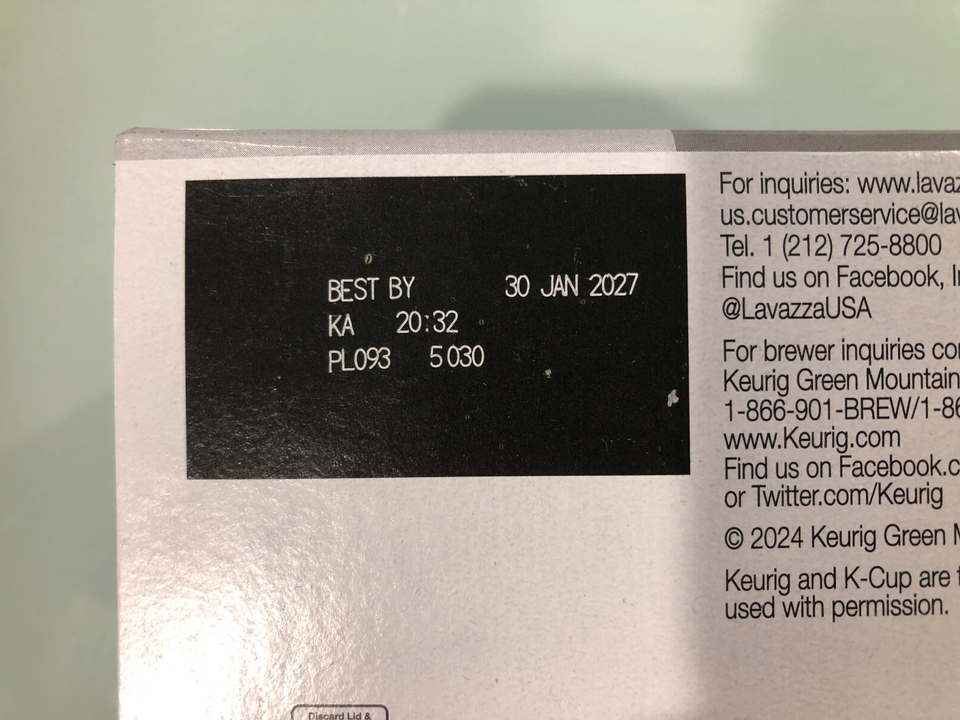 BEST BY 30 JAN 2027
KA 20:32
PL093 5030
For inquiries: www.lavaz
us.customerservice@lav
Tel. 1 (212) 725-8800
Find us on Facebook, I
@LavazzaUSA
For brewer inquiries co
Keurig Green Mountain
1-866-901-BREW/1-86
www.Keurig.com
Find us on Facebook.c
or Twitter.com/Keurig
© 2024 Keurig Green M
Keurig and K-Cup are
used with permission.
Discard Lid &